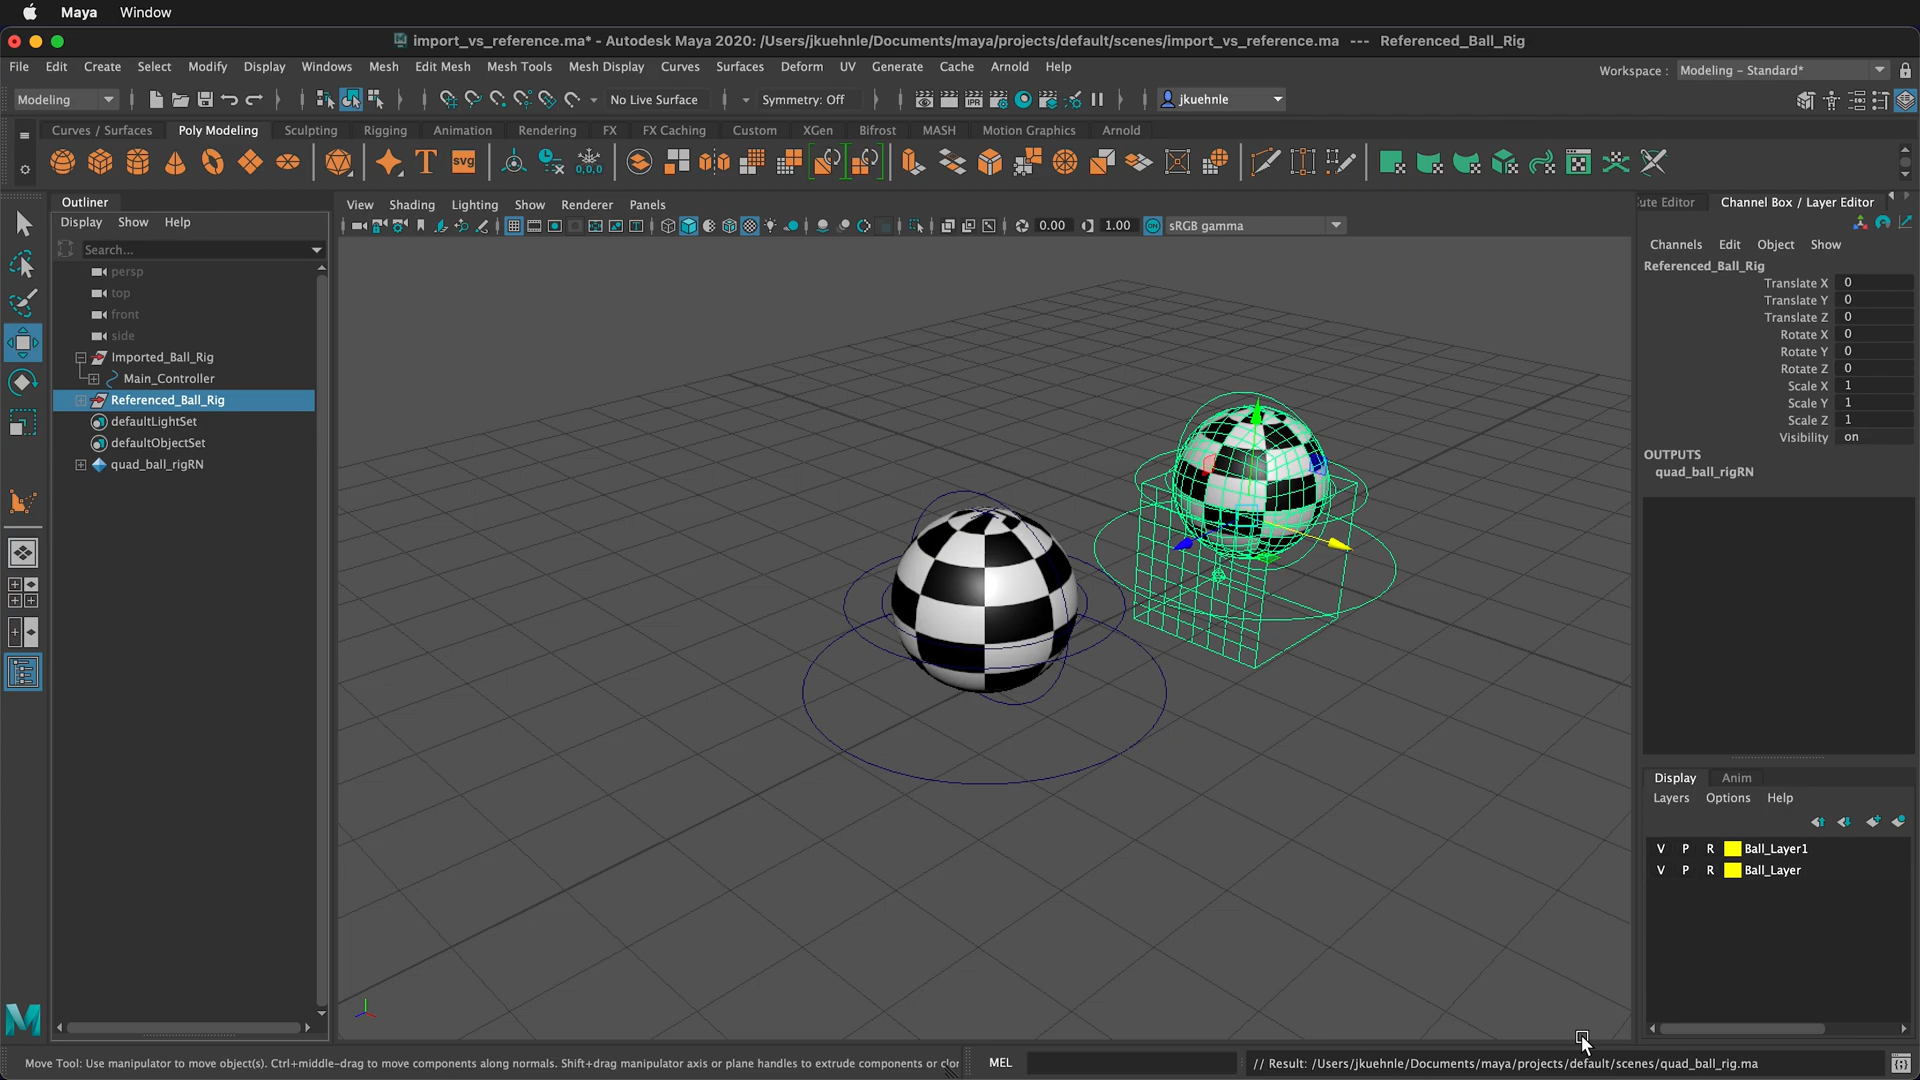 Maya Window
import_vs_reference.ma* - Autodesk Maya 2020: /Users/jkuehnle/Documents/maya/projects/default/scenes/import_vs_reference.ma --- Referenced_Ball_Rig
File Edit Create Select Modify Display Windows Mesh Edit Mesh Mesh Tools Mesh Display Curves Surfaces Deform UV Generate Cache Arnold Help
Workspace : Modeling - Standard*
Modeling No Live Surface Symmetry: Off IPR jkuehnle
Curves / Surfaces Poly Modeling Sculpting Rigging Animation Rendering FX FX Caching Custom XGen Bifrost MASH Motion Graphics Arnold
T svg 0,0,0
Outliner
Display Show Help
Search...
persp
top
front
side
Imported_Ball_Rig
Main_Controller
Referenced_Ball_Rig
defaultLightSet
defaultObjectSet
quad_ball_rigRN
View Shading Lighting Show Renderer Panels
0.00 1.00 ON sRGB gamma
ute Editor Channel Box / Layer Editor
Channels Edit Object Show
Referenced_Ball_Rig
Translate X 0
Translate Y 0
Translate Z 0
Rotate X 0
Rotate Y 0
Rotate Z 0
Scale X 1
Scale Y 1
Scale Z 1
Visibility on
OUTPUTS
quad_ball_rigRN
Display Anim
Layers Options Help
V P R Ball_Layer1
V P R Ball_Layer
M
Move Tool: Use manipulator to move object(s). Ctrl+middle-drag to move components along normals. Shift+drag manipulator axis or plane handles to extrude components or clor
MEL
// Result: /Users/jkuehnle/Documents/maya/projects/default/scenes/quad_ball_rig.ma